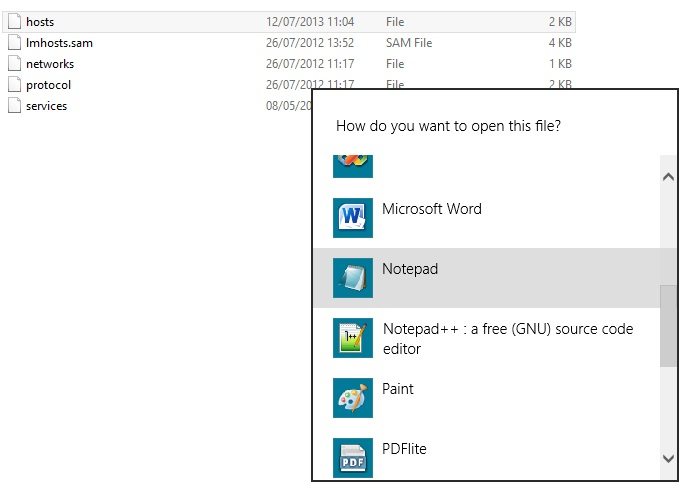 hosts 12/07/2013 11:04 File 2 KB
lmhosts.sam 26/07/2012 13:52 SAM File 4 KB
networks 26/07/2012 11:17 File 1 KB
protocol 26/07/2012 11:17 File 2 KB
services 08/05/20
How do you want to open this file?
Microsoft Word
Notepad
Notepad++ : a free (GNU) source code
editor
Paint
PDFlite